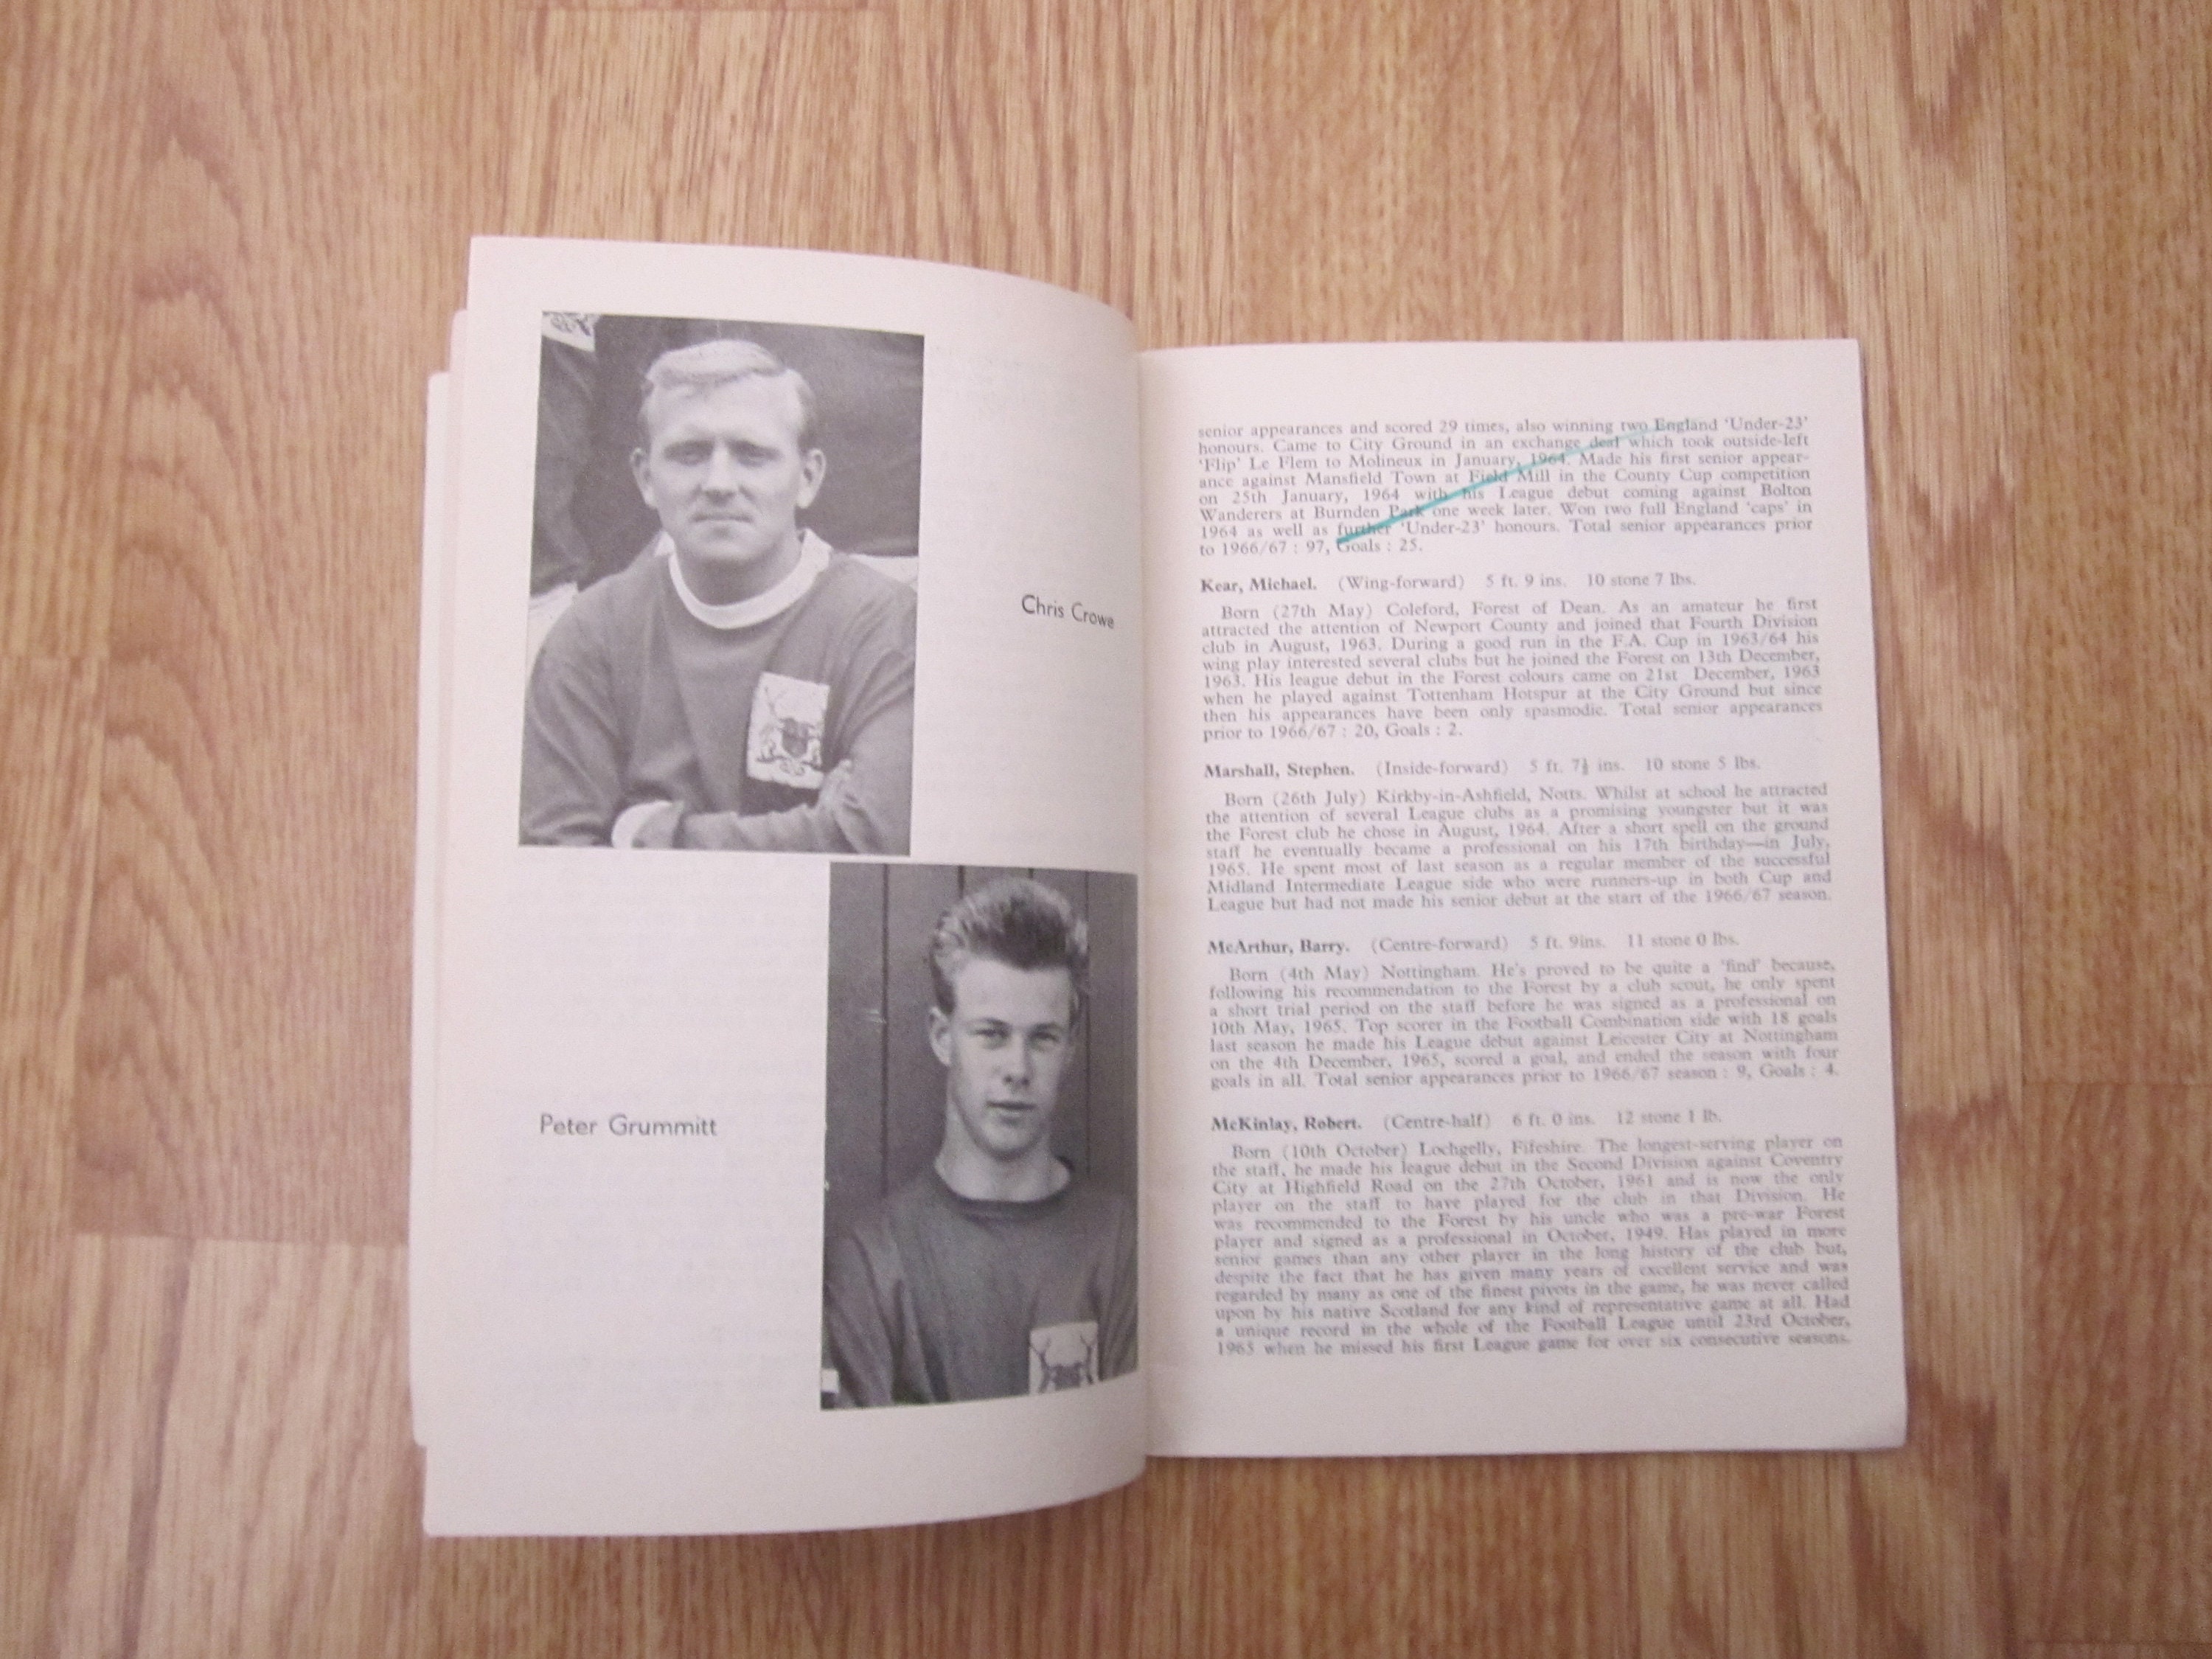 Chris Crowe
Peter Grummitt
senior appearances and scored 29 times, also winning two England ‘Under-23’
honours. Came to City Ground in an exchange deal which took outside-left
‘Flip’ Le Flem to Molineux in January, 1964. Made his first senior appear-
ance against Mansfield Town at Field Mill in the County Cup competition
on 25th January, 1964 with his League debut coming against Bolton
Wanderers at Burnden Park one week later. Won two full England ‘caps’ in
1964 as well as further ‘Under-23’ honours. Total senior appearances prior
to 1966/67 : 97, Goals : 25.
Kear, Michael. (Wing-forward) 5 ft. 9 ins. 10 stone 7 lbs.
Born (27th May) Coleford, Forest of Dean. As an amateur he first
attracted the attention of Newport County and joined that Fourth Division
club in August, 1963. During a good run in the F.A. Cup in 1963/64 his
wing play interested several clubs but he joined the Forest on 13th December,
1963. His league debut in the Forest colours came on 21st December, 1963
when he played against Tottenham Hotspur at the City Ground but since
then his appearances have been only spasmodic. Total senior appearances
prior to 1966/67 : 20, Goals : 2.
Marshall, Stephen. (Inside-forward) 5 ft. 7½ ins. 10 stone 5 lbs.
Born (26th July) Kirkby-in-Ashfield, Notts. Whilst at school he attracted
the attention of several League clubs as a promising youngster but it was
the Forest club he chose in August, 1964. After a short spell on the ground
staff he eventually became a professional on his 17th birthday—in July,
1965. He spent most of last season as a regular member of the successful
Midland Intermediate League side who were runners-up in both Cup and
League but had not made his senior debut at the start of the 1966/67 season.
McArthur, Barry. (Centre-forward) 5 ft. 9ins. 11 stone 0 lbs.
Born (4th May) Nottingham. He's proved to be quite a ‘find’ because,
following his recommendation to the Forest by a club scout, he only spent
a short trial period on the staff before he was signed as a professional on
10th May, 1965. Top scorer in the Football Combination side with 18 goals
last season he made his League debut against Leicester City at Nottingham
on the 4th December, 1965, scored a goal, and ended the season with four
goals in all. Total senior appearances prior to 1966/67 season : 9, Goals : 4.
McKinlay, Robert. (Centre-half) 6 ft. 0 ins. 12 stone 1 lb.
Born (10th October) Lochgelly, Fifeshire. The longest-serving player on
the staff, he made his league debut in the Second Division against Coventry
City at Highfield Road on the 27th October, 1961 and is now the only
player on the staff to have played for the club in that Division. He
was recommended to the Forest by his uncle who was a pre-war Forest
player and signed as a professional in October, 1949. Has played in more
senior games than any other player in the long history of the club but,
despite the fact that he has given many years of excellent service and was
regarded by many as one of the finest pivots in the game, he was never called
upon by his native Scotland for any kind of representative game at all. Had
a unique record in the whole of the Football League until 23rd October,
1965 when he missed his first League game for over six consecutive seasons.